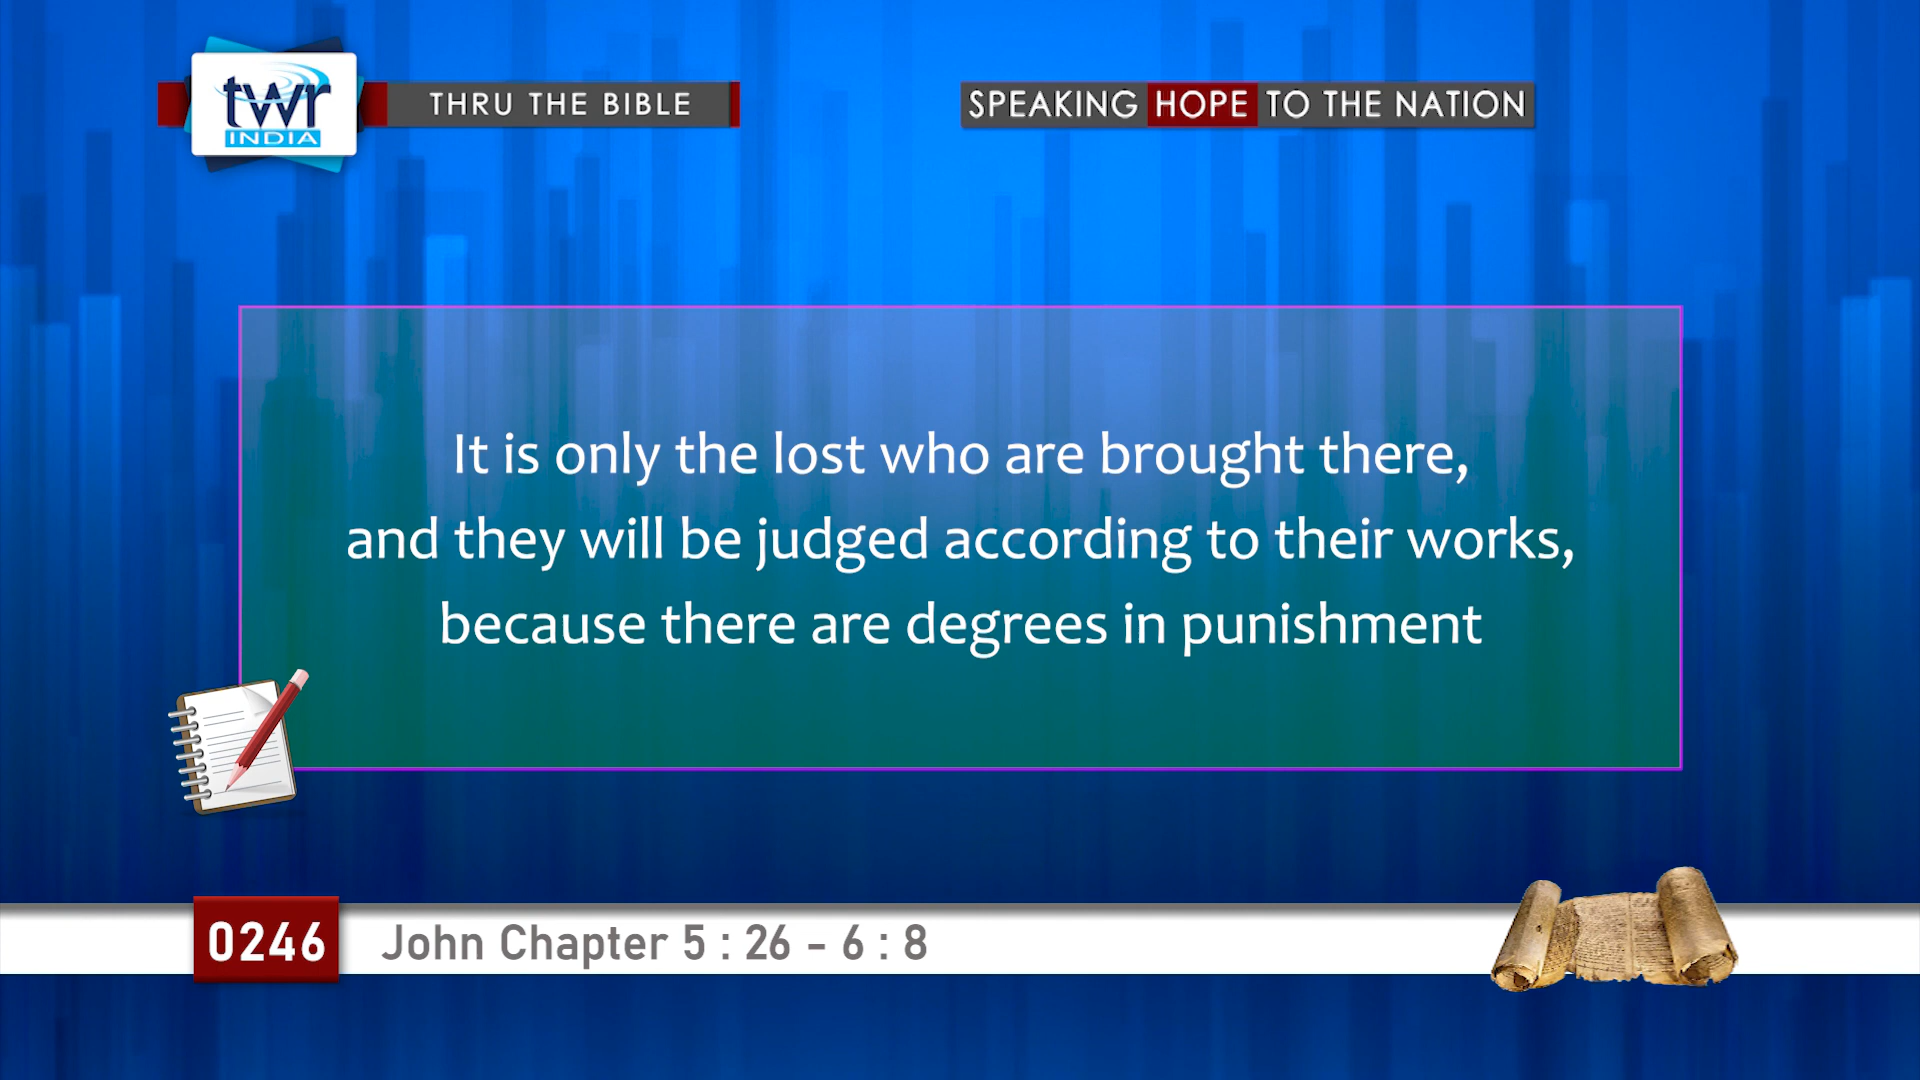 twr
INDIA
THRU THE BIBLE
SPEAKING HOPE TO THE NATION
It is only the lost who are brought there,
and they will be judged according to their works,
because there are degrees in punishment
0246
John Chapter 5 : 26 - 6 : 8